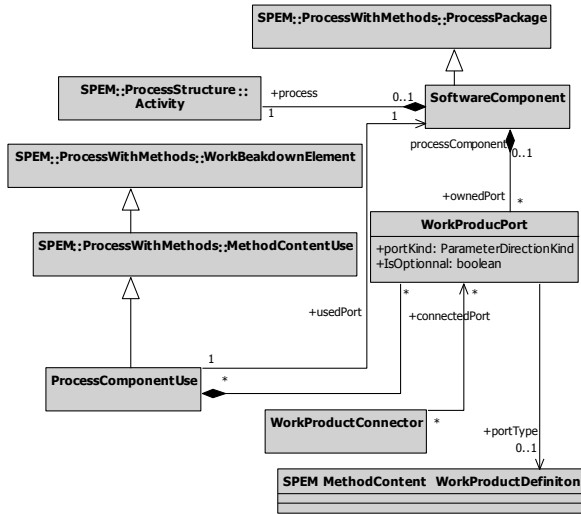 SPEM::ProcessWithMethods::ProcessPackage
SPEM::ProcessStructure ::
Activity
+process
1
0..1
SoftwareComponent
1
processComponent
0..1
SPEM::ProcessWithMethods::WorkBeakdownElement
+ownedPort
*
WorkProducPort
+portKind: ParameterDirectionKind
+IsOptionnal: boolean
SPEM::ProcessWithMethods::MethodContentUse
*
*
+usedPort
+connectedPort
1
ProcessComponentUse
*
WorkProductConnector
*
+portType
0..1
SPEM MethodContent WorkProductDefiniton